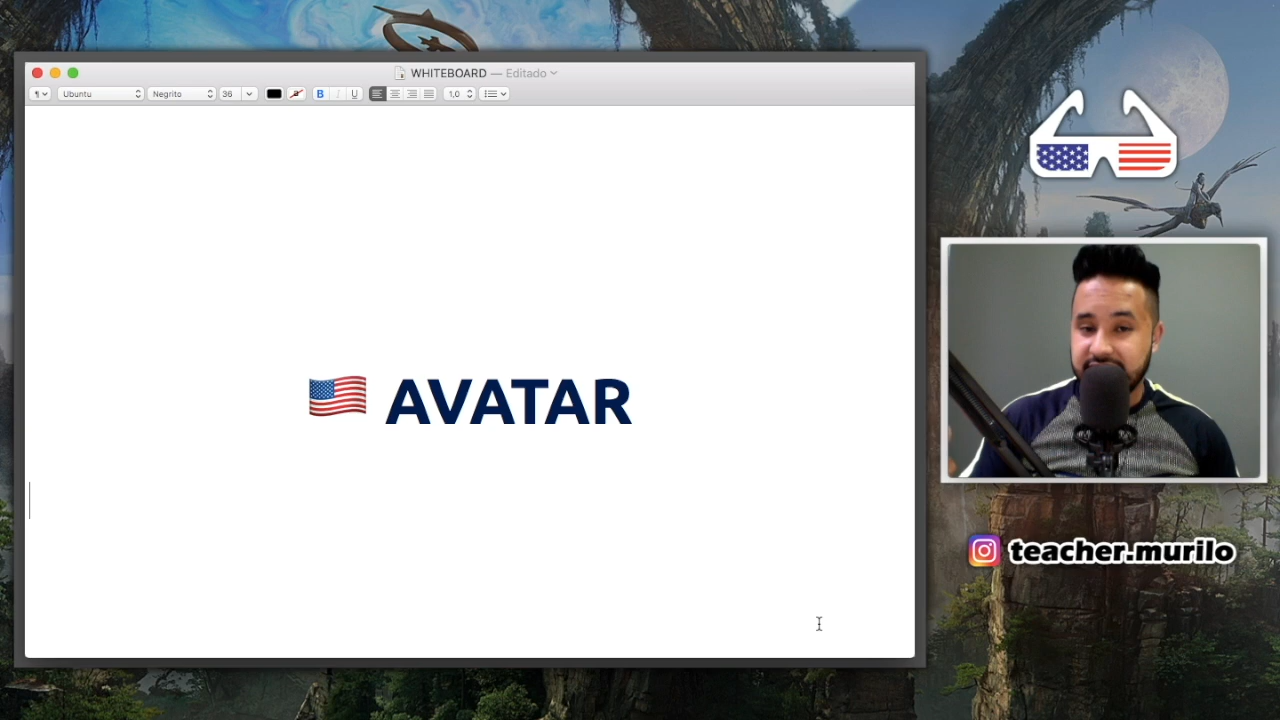 WHITEBOARD — Editado
Ubuntu Negrito 36 B I U 1,0
🇺🇸 AVATAR
teacher.murilo